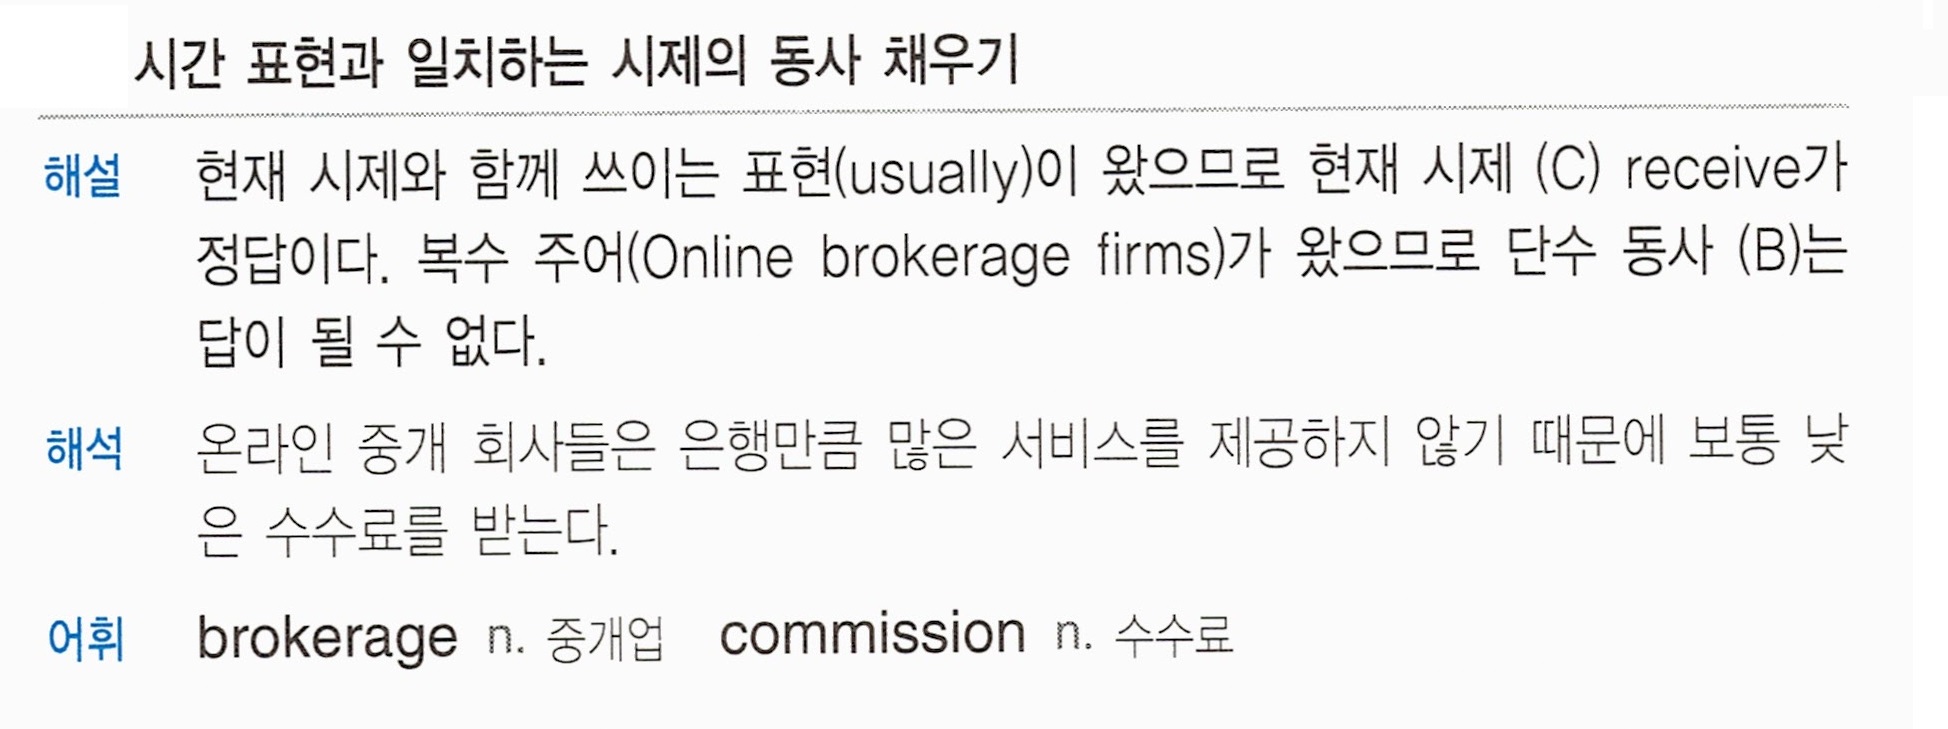 시간 표현과 일치하는 시제의 동사 채우기
해설 현재 시제와 함께 쓰이는 표현(usually)이 왔으므로 현재 시제 (C) receive가
정답이다. 복수 주어(Online brokerage firms)가 왔으므로 단수 동사 (B)는
답이 될 수 없다.
해석 온라인 중개 회사들은 은행만큼 많은 서비스를 제공하지 않기 때문에 보통 낮
은 수수료를 받는다.
어휘 brokerage n. 중개업 commission n. 수수료